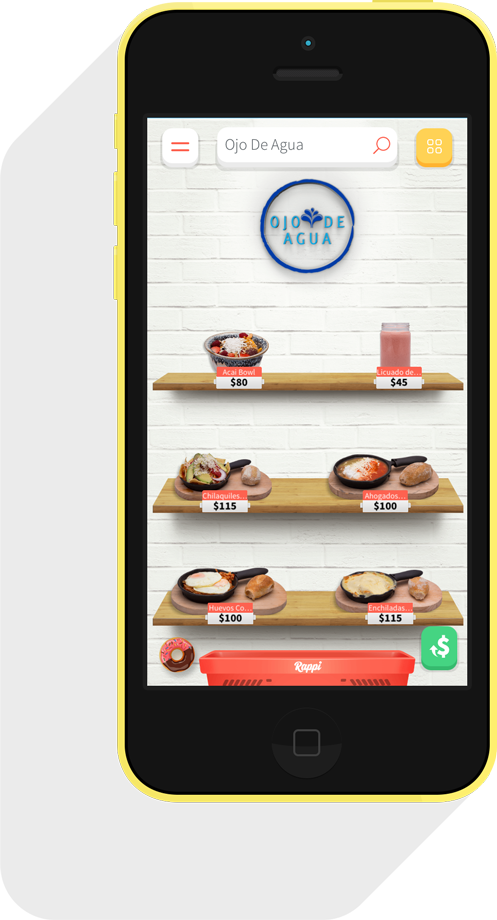 Ojo De Agua
OJO DE
AGUA
Acai Bowl
$80
Licuado de...
$45
Chilaquiles...
$115
Ahogados...
$100
Huevos Co...
$100
Enchiladas...
$115
$
Rappi